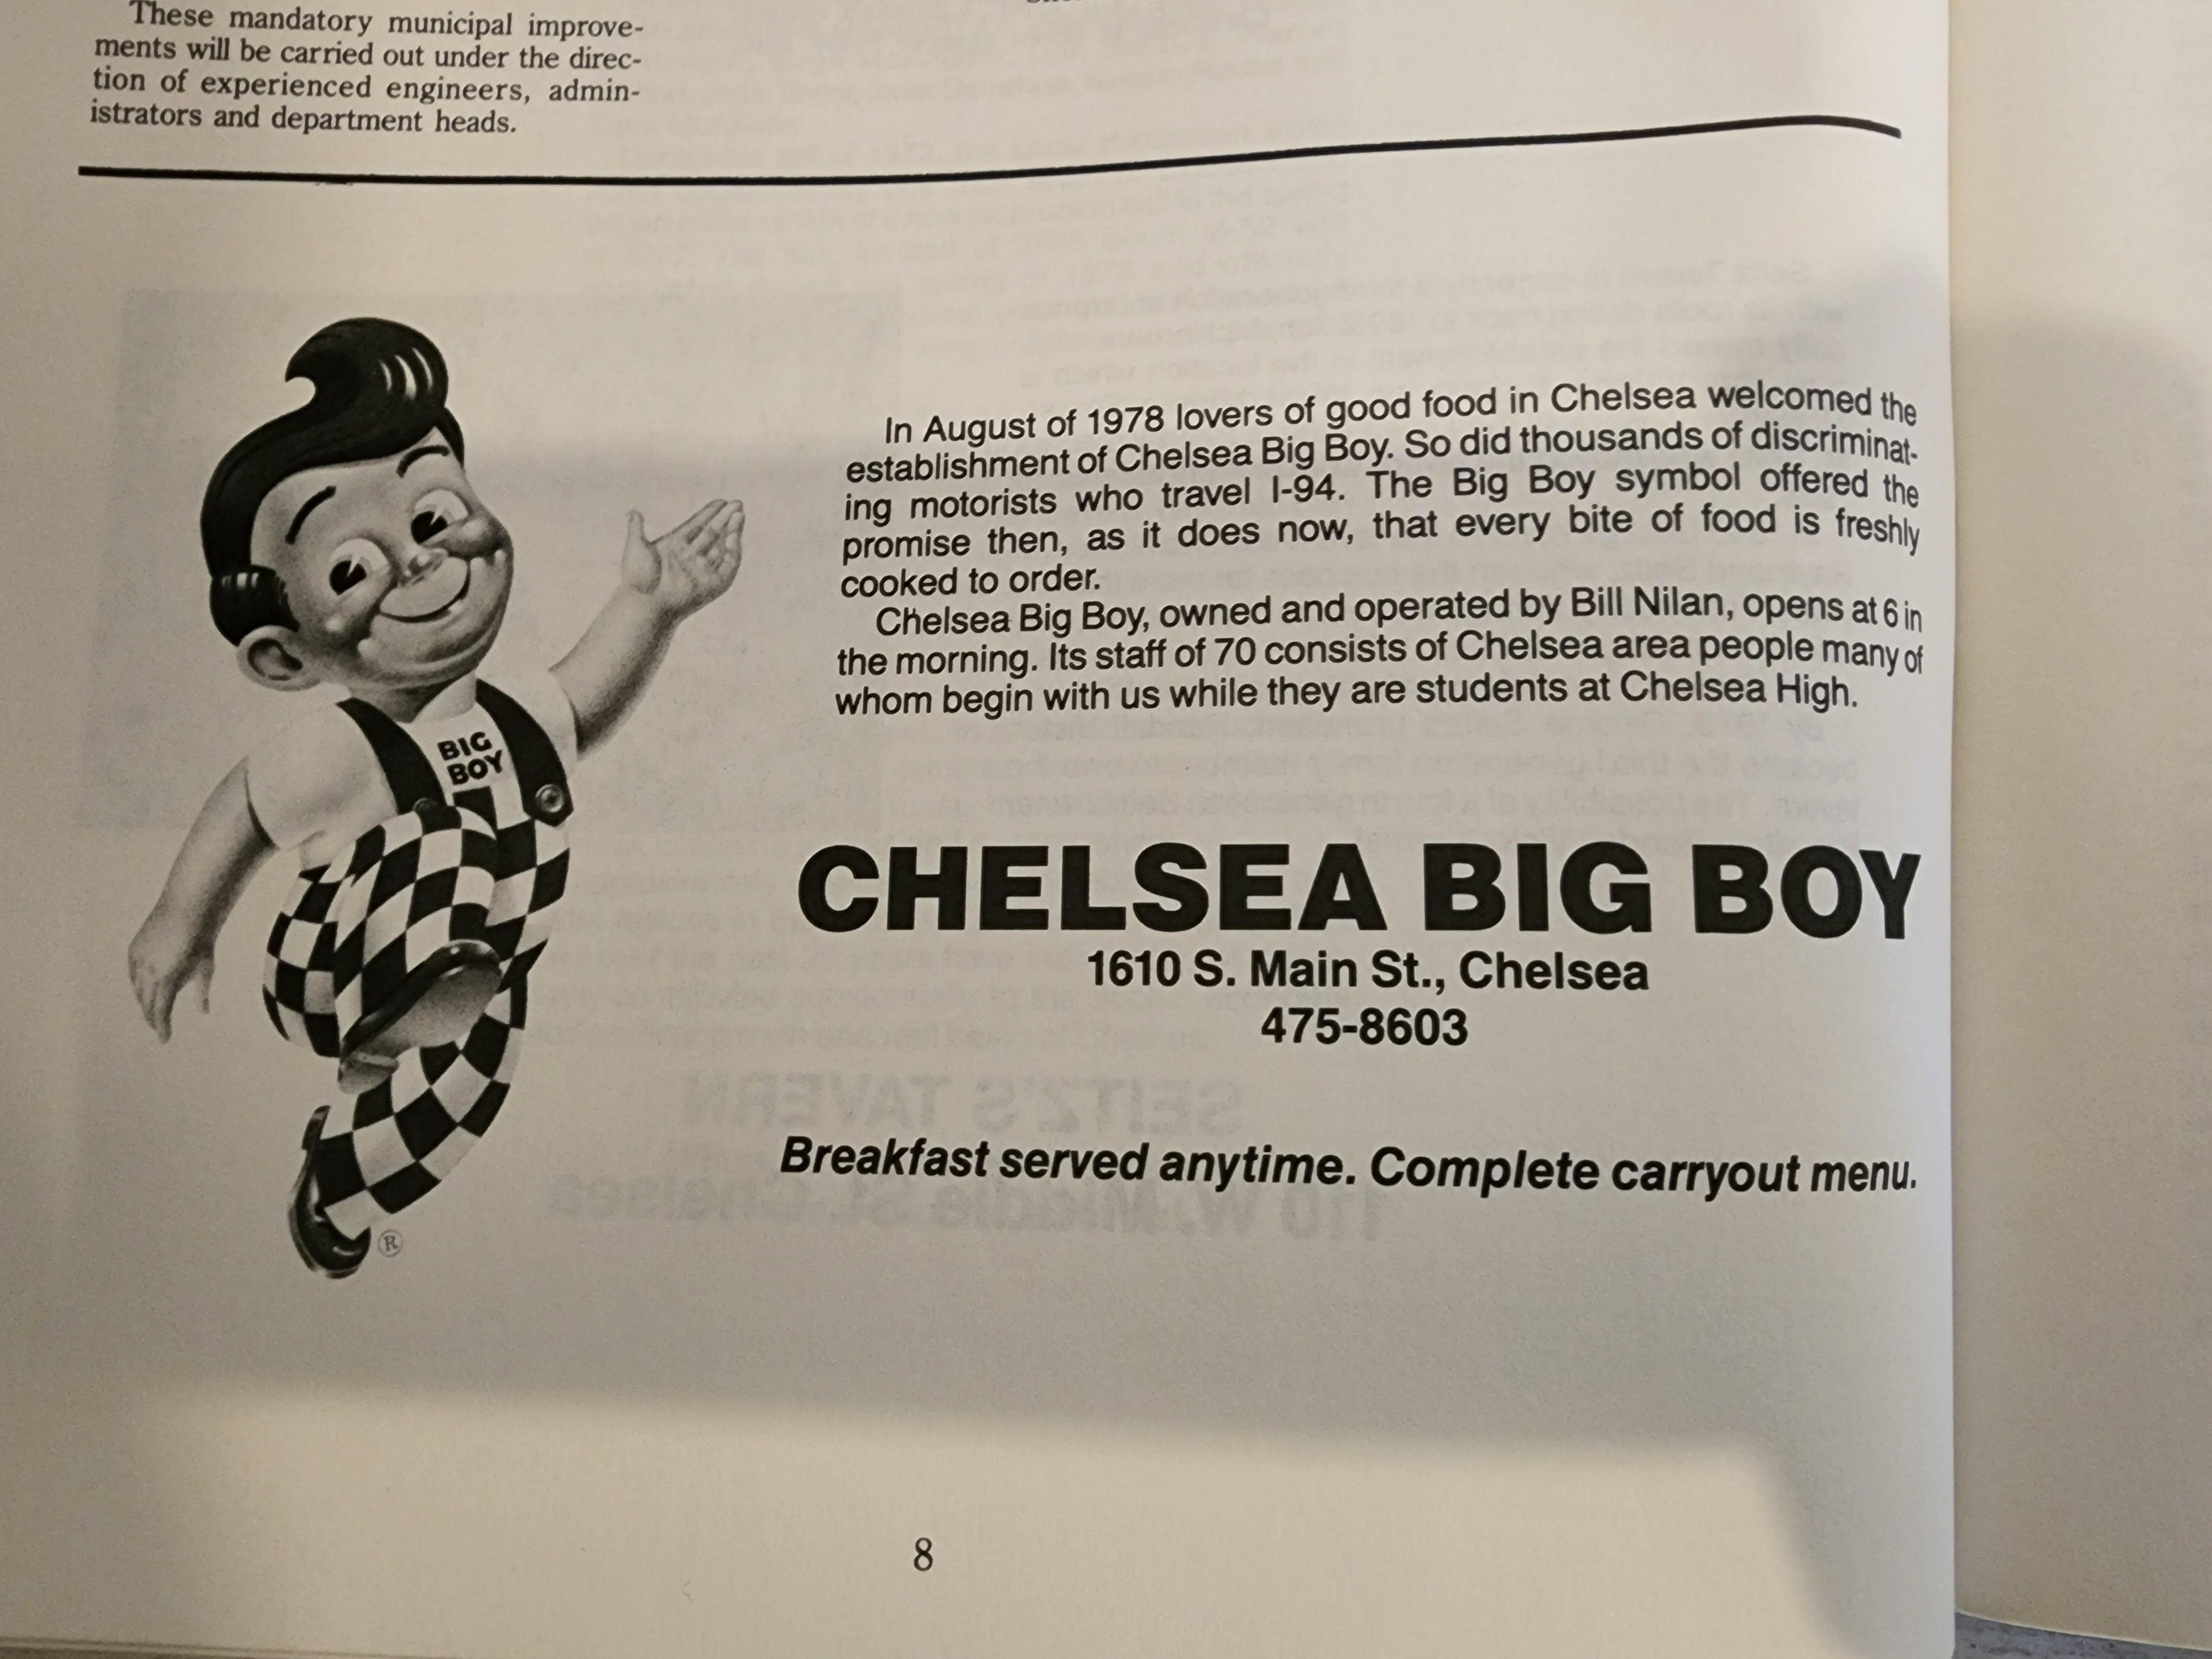 These mandatory municipal improve-
ments will be carried out under the direc-
tion of experienced engineers, admin-
istrators and department heads.
In August of 1978 lovers of good food in Chelsea welcomed the
establishment of Chelsea Big Boy. So did thousands of discriminat-
ing motorists who travel I-94. The Big Boy symbol offered the
promise then, as it does now, that every bite of food is freshly
cooked to order.
Chelsea Big Boy, owned and operated by Bill Nilan, opens at 6 in
the morning. Its staff of 70 consists of Chelsea area people many of
whom begin with us while they are students at Chelsea High.
BIG
BOY
®
CHELSEA BIG BOY
1610 S. Main St., Chelsea
475-8603
Breakfast served anytime. Complete carryout menu.
SEITZ'S TAVERN
110 W. Middle St. Chelsea
8